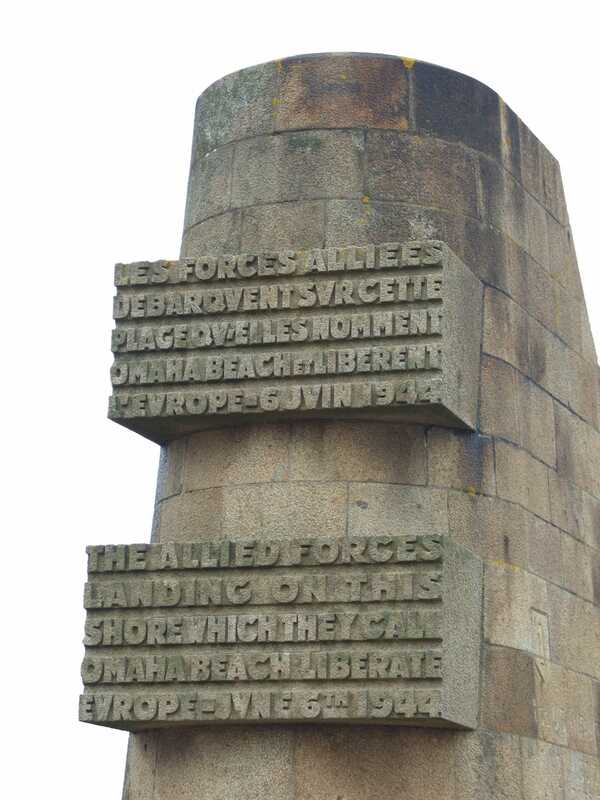 LES FORCES ALLIEES
DEBARQVENT SVR CETTE
PLAGE QV'ELLES NOMMENT
OMAHA BEACH ET LIBERENT
L'EVROPE - 6 JVIN 1944
THE ALLIED FORCES
LANDING ON THIS
SHORE WHICH THEY CALL
OMAHA BEACH LIBERATE
EVROPE - JVNE 6TH 1944